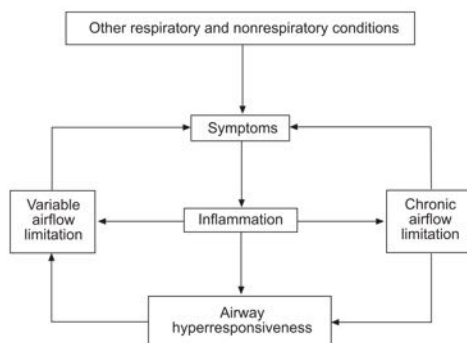 Other respiratory and nonrespiratory conditions
Symptoms
Variable
airflow
limitation
Inflammation
Chronic
airflow
limitation
Airway
hyperresponsiveness